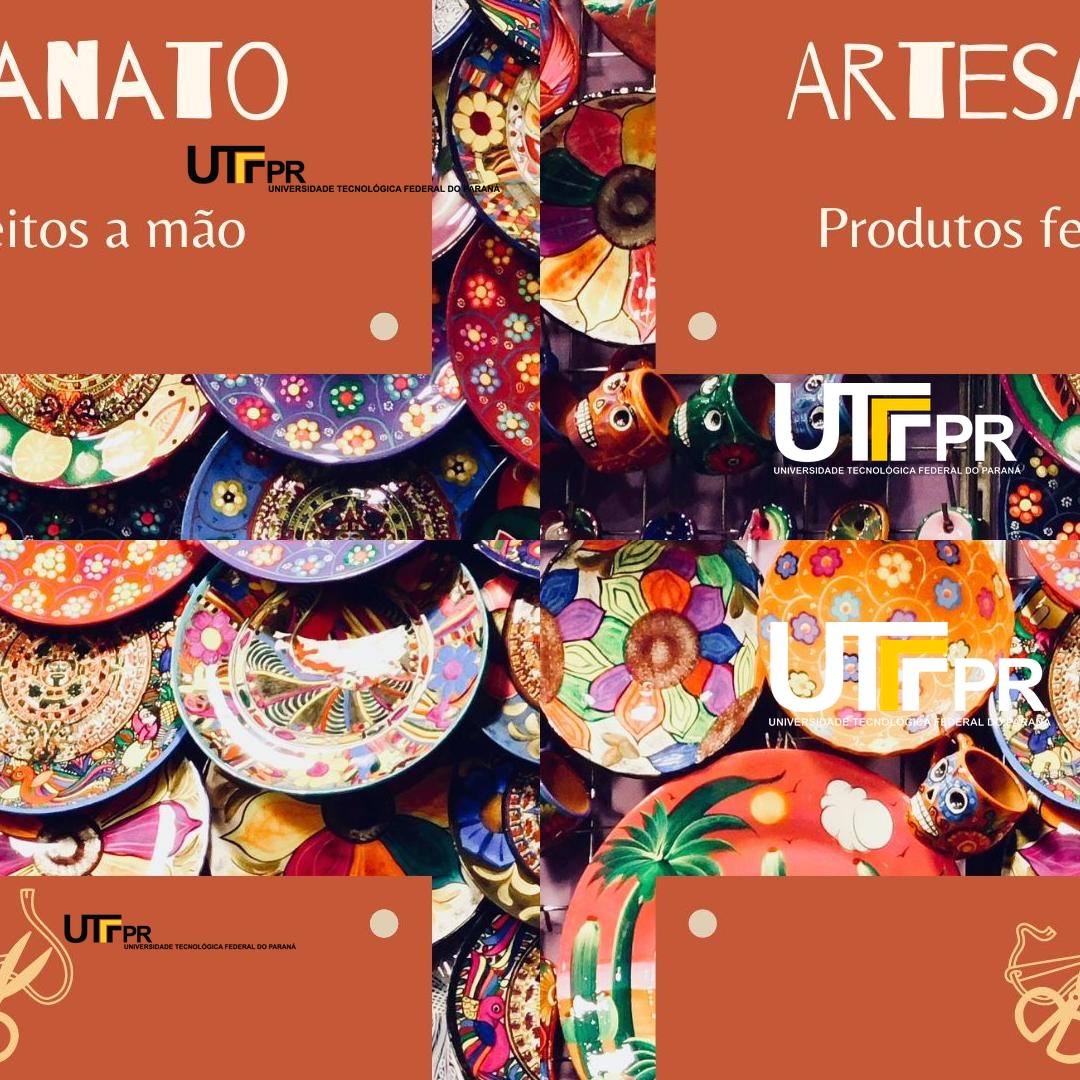 ANATO
ARTESA
UTFPR
UNIVERSIDADE TECNOLÓGICA FEDERAL DO PARANÁ
eitos a mão
Produtos fe
UTFPR
UNIVERSIDADE TECNOLÓGICA FEDERAL DO PARANÁ
UTFPR
UNIVERSIDADE TECNOLÓGICA FEDERAL DO PARANÁ
UTFPR
UNIVERSIDADE TECNOLÓGICA FEDERAL DO PARANÁ